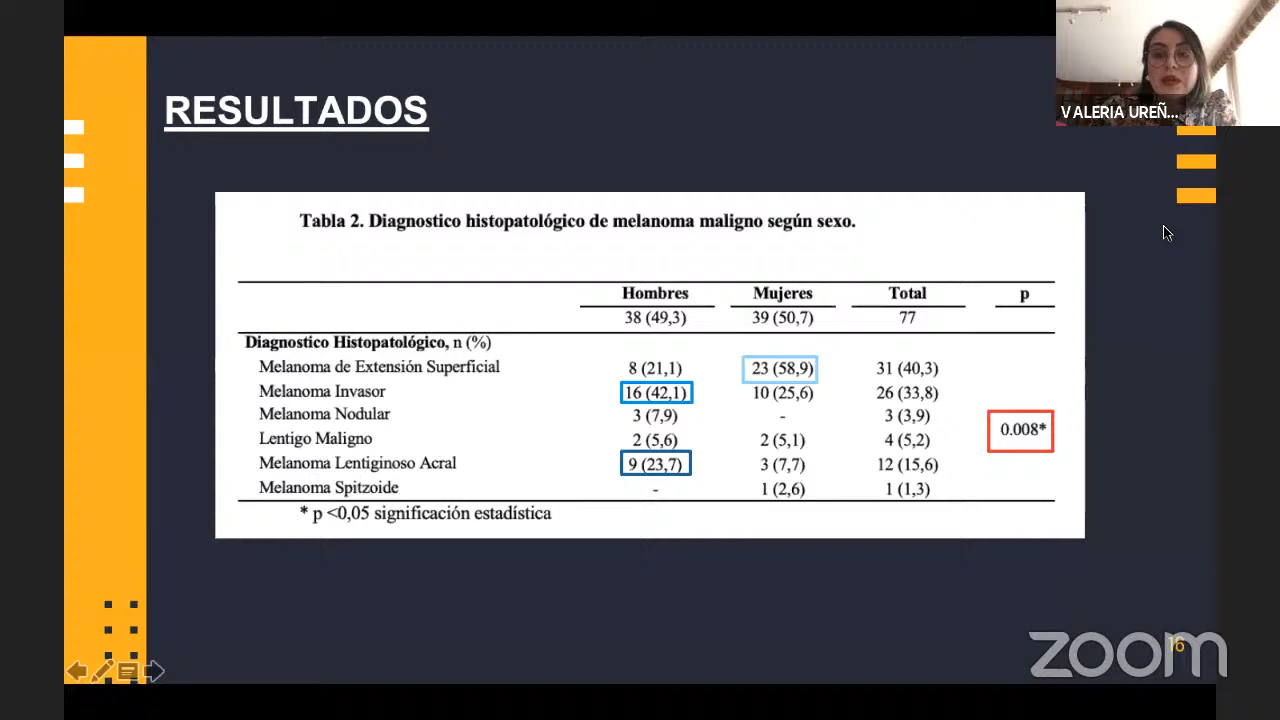 RESULTADOS
VALERIA UREÑ...
Tabla 2. Diagnostico histopatológico de melanoma maligno según sexo.
Hombres Mujeres Total p
38 (49,3) 39 (50,7) 77
Diagnostico Histopatológico, n (%)
Melanoma de Extensión Superficial 8 (21,1) 23 (58,9) 31 (40,3)
Melanoma Invasor 16 (42,1) 10 (25,6) 26 (33,8)
Melanoma Nodular 3 (7,9) - 3 (3,9)
0.008*
Lentigo Maligno 2 (5,6) 2 (5,1) 4 (5,2)
Melanoma Lentiginoso Acral 9 (23,7) 3 (7,7) 12 (15,6)
Melanoma Spitzoide - 1 (2,6) 1 (1,3)
* p <0,05 significación estadística
16
zoom